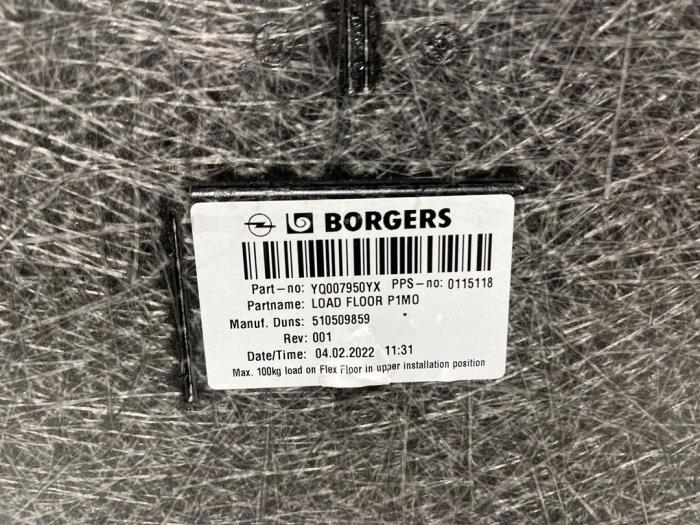 BORGERS
Part-no: YQ007950YX PPS-no: 0115118
Partname: LOAD FLOOR P1MO
Manuf. Duns: 510509859
Rev: 001
Date/Time: 04.02.2022 11:31
Max. 100kg load on Flex Floor in upper installation position